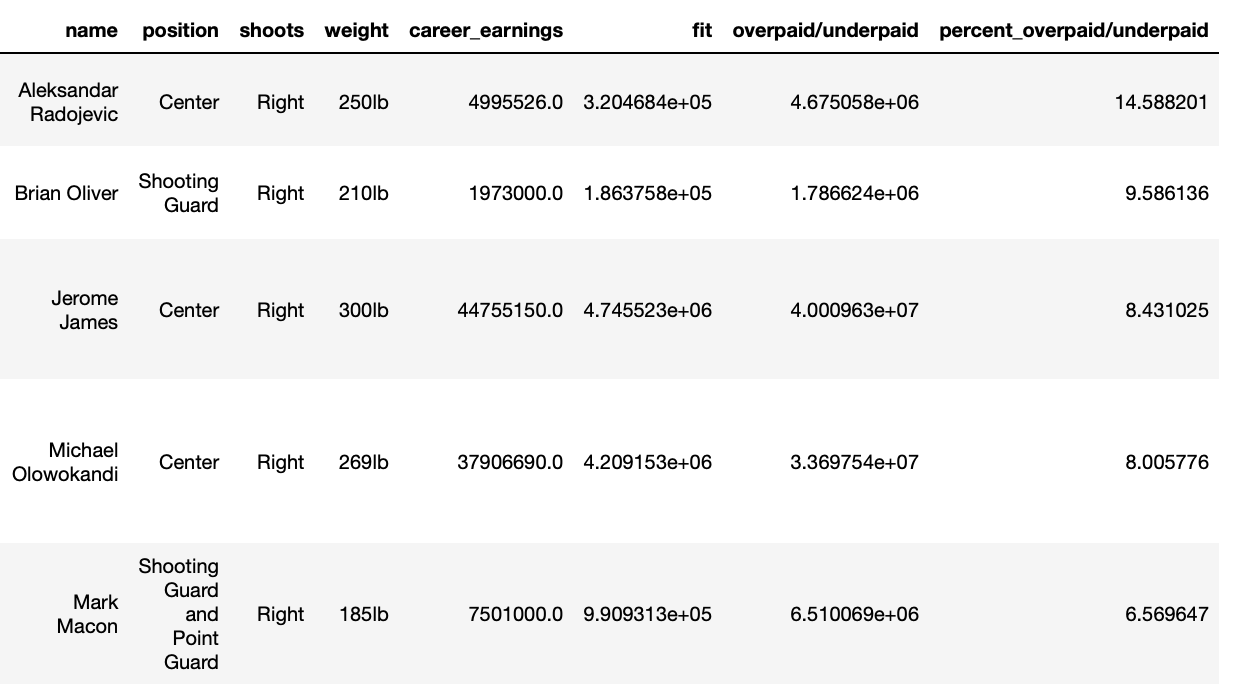 name position shoots weight career_earnings fit overpaid/underpaid percent_overpaid/underpaid
Aleksandar
Radojevic
Center Right 250lb 4995526.0 3.204684e+05 4.675058e+06 14.588201
Brian Oliver
Shooting
Guard
Right 210lb 1973000.0 1.863758e+05 1.786624e+06 9.586136
Jerome
James
Center Right 300lb 44755150.0 4.745523e+06 4.000963e+07 8.431025
Michael
Olowokandi
Center Right 269lb 37906690.0 4.209153e+06 3.369754e+07 8.005776
Mark
Macon
Shooting
Guard
and
Point
Guard
Right 185lb 7501000.0 9.909313e+05 6.510069e+06 6.569647